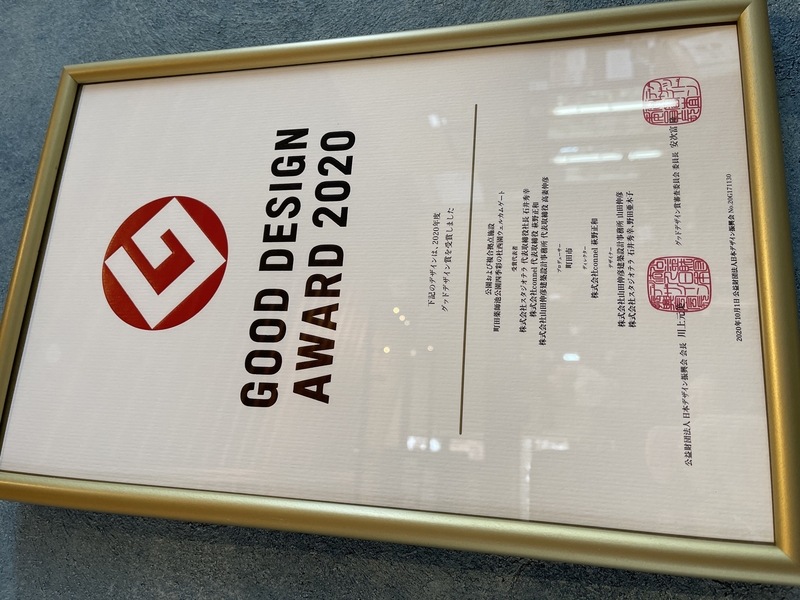 GOOD DESIGN
AWARD 2020
下記のデザインは、2020年度
グッドデザイン賞を受賞しました
公園および複合拠点施設
町田薬師池公園四季彩の杜西園ウェルカムゲート
受賞代表者
株式会社スタジオテラ 代表取締役社長 石井秀幸
株式会社connel 代表取締役 萩野正和
株式会社山田伸彦建築設計事務所 代表取締役 高妻伸彦
プロデューサー
町田市
ディレクター
株式会社connel 萩野正和
デザイナー
株式会社山田伸彦建築設計事務所 山田伸彦
株式会社スタジオテラ 石井秀幸、野田亜木子
グッドデザイン賞審査委員会 委員長 安次富
公益財団法人 日本デザイン振興会 会長 川上元
2020年10月1日 公益財団法人日本デザイン振興会 No.20G171130